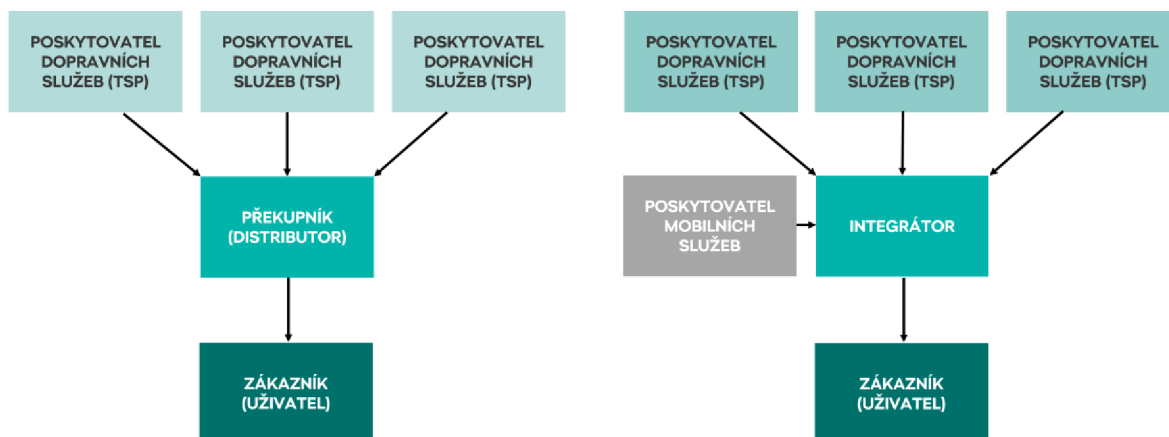 POSKYTOVATEL
DOPRAVNÍCH
SLUŽEB (TSP)
POSKYTOVATEL
DOPRAVNÍCH
SLUŽEB (TSP)
POSKYTOVATEL
DOPRAVNÍCH
SLUŽEB (TSP)
PŘEKUPNÍK
(DISTRIBUTOR)
ZÁKAZNÍK
(UŽIVATEL)
POSKYTOVATEL
DOPRAVNÍCH
SLUŽEB (TSP)
POSKYTOVATEL
DOPRAVNÍCH
SLUŽEB (TSP)
POSKYTOVATEL
DOPRAVNÍCH
SLUŽEB (TSP)
POSKYTOVATEL
MOBILNÍCH
SLUŽEB
INTEGRÁTOR
ZÁKAZNÍK
(UŽIVATEL)